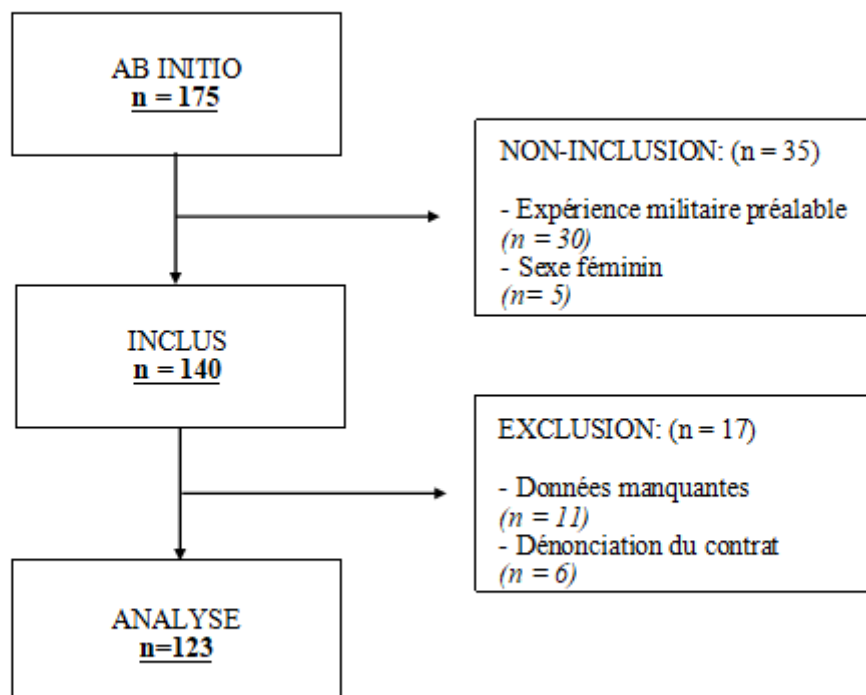 AB INITIO
n = 175
NON-INCLUSION: (n = 35)
- Expérience militaire préalable
(n = 30)
- Sexe féminin
(n= 5)
INCLUS
n = 140
EXCLUSION: (n = 17)
- Données manquantes
(n = 11)
- Dénonciation du contrat
(n = 6)
ANALYSE
n=123